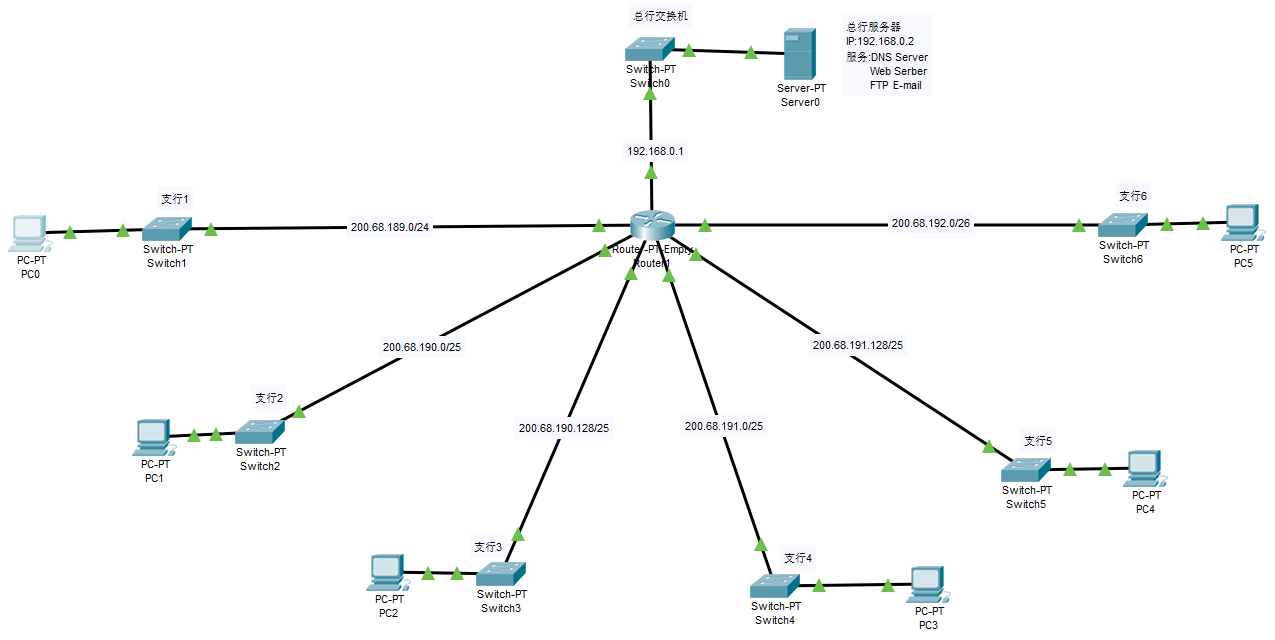 总行交换机
Switch-PT
Switch0
Server-PT
Server0
总行服务器
IP:192.168.0.2
服务:DNS Server
Web Serber
FTP E-mail
192.168.0.1
支行1
Switch-PT
Switch1
PC-PT
PC0
200.68.189.0/24
Router-PT-Empty
Router1
200.68.192.0/26
支行6
Switch-PT
Switch6
PC-PT
PC5
200.68.190.0/25
200.68.191.128/25
支行2
Switch-PT
Switch2
PC-PT
PC1
200.68.190.128/25
200.68.191.0/25
支行5
Switch-PT
Switch5
PC-PT
PC4
支行3
Switch-PT
Switch3
PC-PT
PC2
支行4
Switch-PT
Switch4
PC-PT
PC3